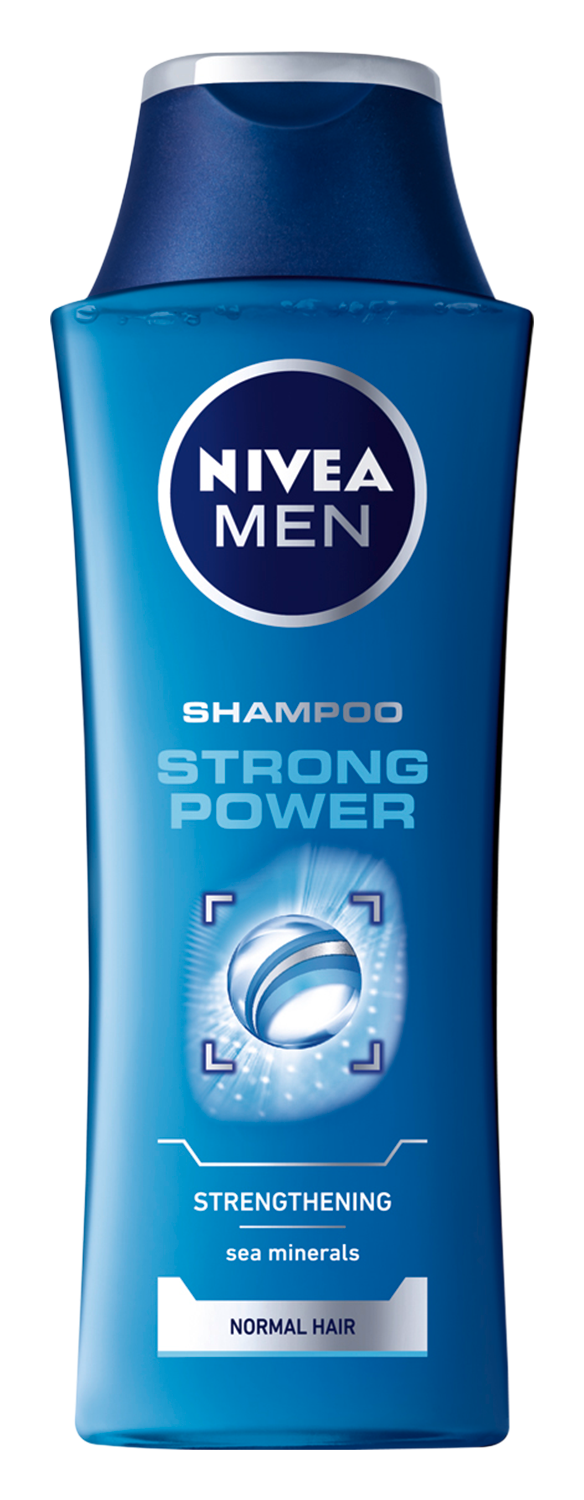 NIVEA
MEN
SHAMPOO
STRONG
POWER
STRENGTHENING
sea minerals
NORMAL HAIR